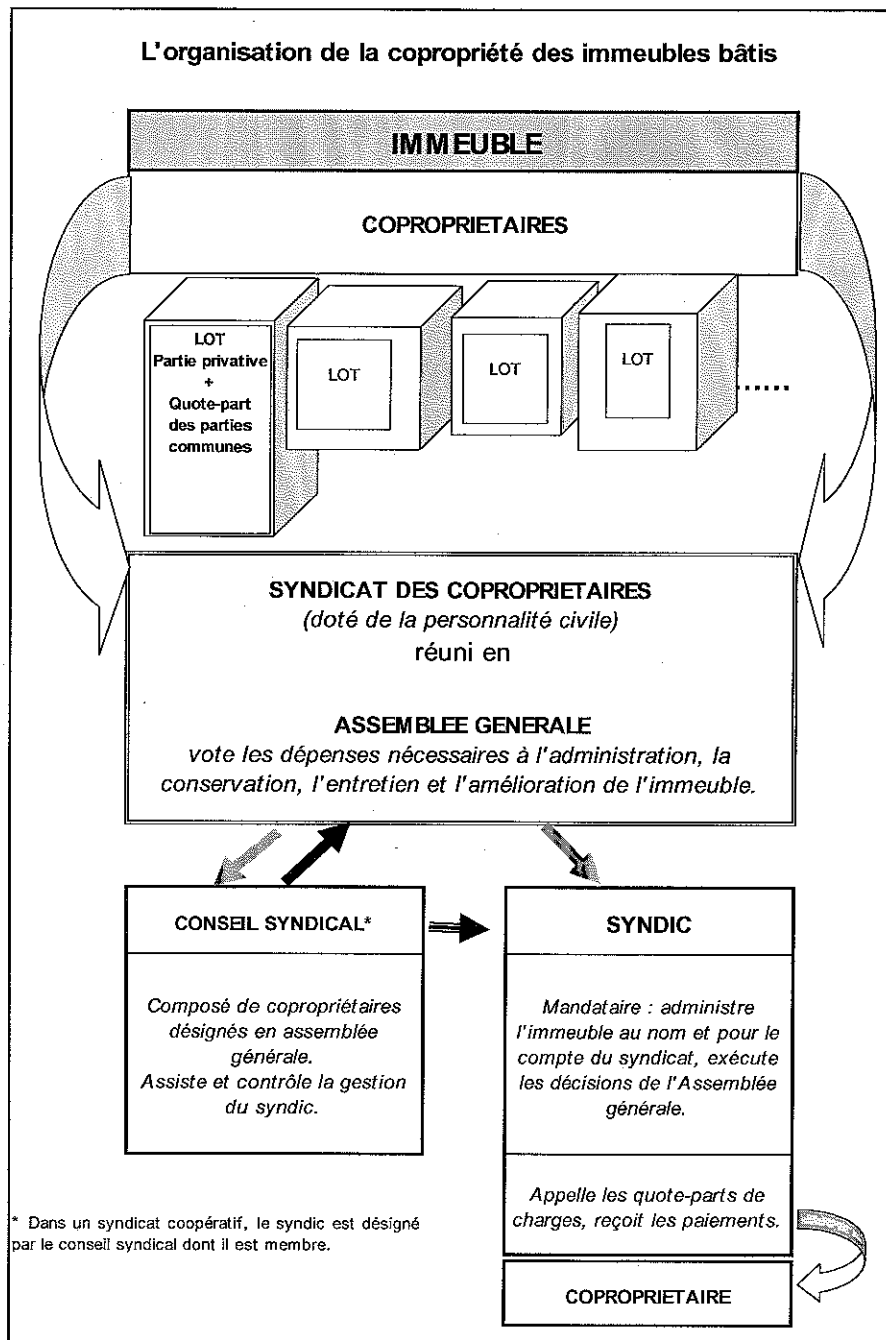 L'organisation de la copropriété des immeubles bâtis
IMMEUBLE
COPROPRIETAIRES
LOT
Partie privative
+
Quote-part
des parties
communes
LOT
LOT
LOT
......
SYNDICAT DES COPROPRIETAIRES
(doté de la personnalité civile)
réuni en
ASSEMBLEE GENERALE
vote les dépenses nécessaires à l'administration, la
conservation, l'entretien et l'amélioration de l'immeuble.
CONSEIL SYNDICAL*
Composé de copropriétaires
désignés en assemblée
générale.
Assiste et contrôle la gestion
du syndic.
SYNDIC
Mandataire : administre
l'immeuble au nom et pour le
compte du syndicat, exécute
les décisions de l'Assemblée
générale.
Appelle les quote-parts de
charges, reçoit les paiements.
COPROPRIETAIRE
* Dans un syndicat coopératif, le syndic est désigné
par le conseil syndical dont il est membre.